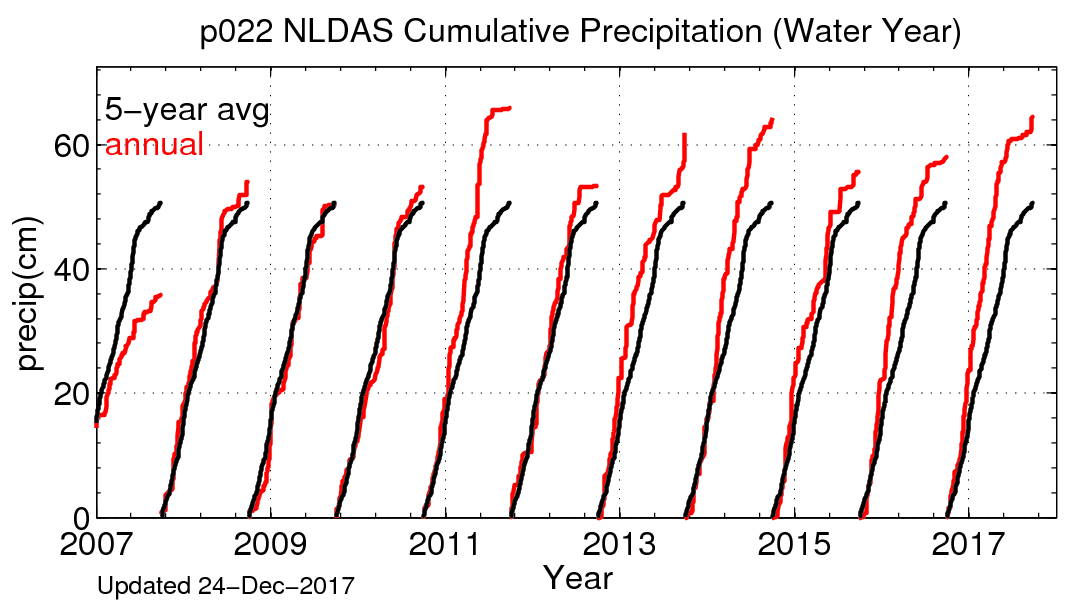 p022 NLDAS Cumulative Precipitation (Water Year)
5−year avg
annual
precip(cm)
60
40
20
0
2007 2009 2011 2013 2015 2017
Year
Updated 24−Dec−2017